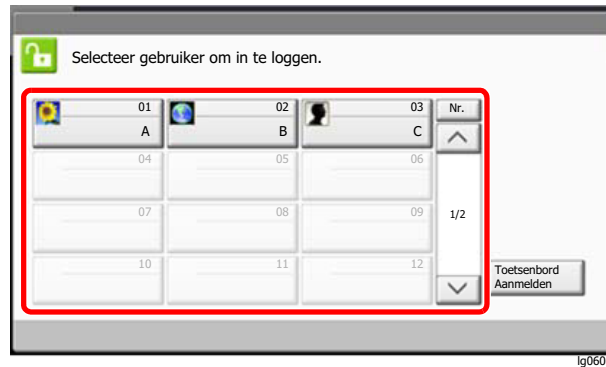 Selecteer gebruiker om in te loggen.
01 02 03 Nr.
A B C
04 05 06
07 08 09 1/2
10 11 12
Toetsenbord
Aanmelden
lg060